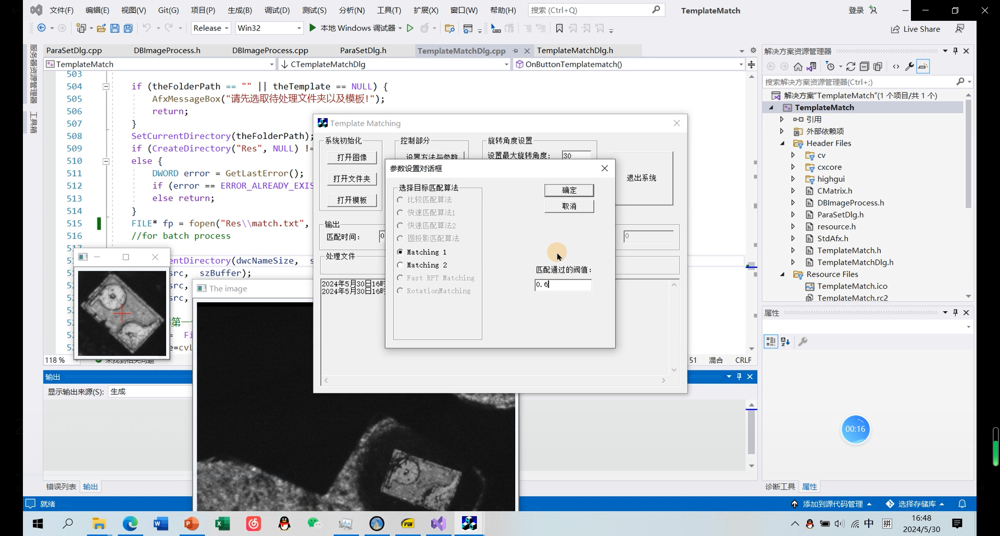 文件(F) 编辑(E) 视图(V) Git(G) 项目(P) 生成(B) 调试(D) 测试(S) 分析(N) 工具(T) 扩展(X) 窗口(W) 帮助(H) 搜索 (Ctrl+Q) TemplateMatch 登录
Release Win32 本地 Windows 调试器 Live Share
服务器资源管理器
工具箱
ParaSetDlg.cpp DBImageProcess.h DBImageProcess.cpp ParaSetDlg.h TemplateMatchDlg.cpp TemplateMatchDlg.h
TemplateMatch CTemplateMatchDlg OnButtonTemplatematch()
503
504 if (theFolderPath == "" || theTemplate == NULL) {
505 AfxMessageBox("请先选取待处理文件夹以及模板!");
506 return;
507 }
508 SetCurrentDirectory(theFolderPath);
509 if (CreateDirectory("Res", NULL) !=
510 else {
511 DWORD error = GetLastError();
512 if (error == ERROR_ALREADY_EXIS
513 else return;
514 }
515 FILE* fp = fopen("Res\\match.txt",
516 //for batch process
517
entDirectory(dwcNameSize, s
src, szBuffer);
src,
src,
第一
= Fi
=cvL
118 % 未找到相关问题 51 混合 CRLF
The image
Template Matching
系统初始化
打开图像
打开文件夹
打开模板
控制部分
设置方法与参数
旋转角度设置
设置最大旋转角度: 30
退出系统
输出
匹配时间: 0
0
处理文件
2024年5月30日16时
2024年5月30日16时
参数设置对话框
选择目标匹配算法
比较匹配算法
快速匹配算法1
快速匹配算法2
圆投影匹配算法
Matching 1
Matching 2
Fast RPT Matching
RotationMatching
确定
取消
匹配通过的阀值:
0.6
输出
显示输出来源(S): 生成
错误列表 输出
解决方案资源管理器
搜索解决方案资源管理器(Ctrl+;)
解决方案"TemplateMatch"(1 个项目/共 1 个)
TemplateMatch
引用
外部依赖项
Header Files
cv
cxcore
highgui
CMatrix.h
DBImageProcess.h
ParaSetDlg.h
resource.h
StdAfx.h
TemplateMatch.h
TemplateMatchDlg.h
Resource Files
TemplateMatch.ico
TemplateMatch.rc2
属性
00:16
诊断工具 属性
就绪 添加到源代码管理 选择存储库
PDF
中 拼
16:48
2024/5/30